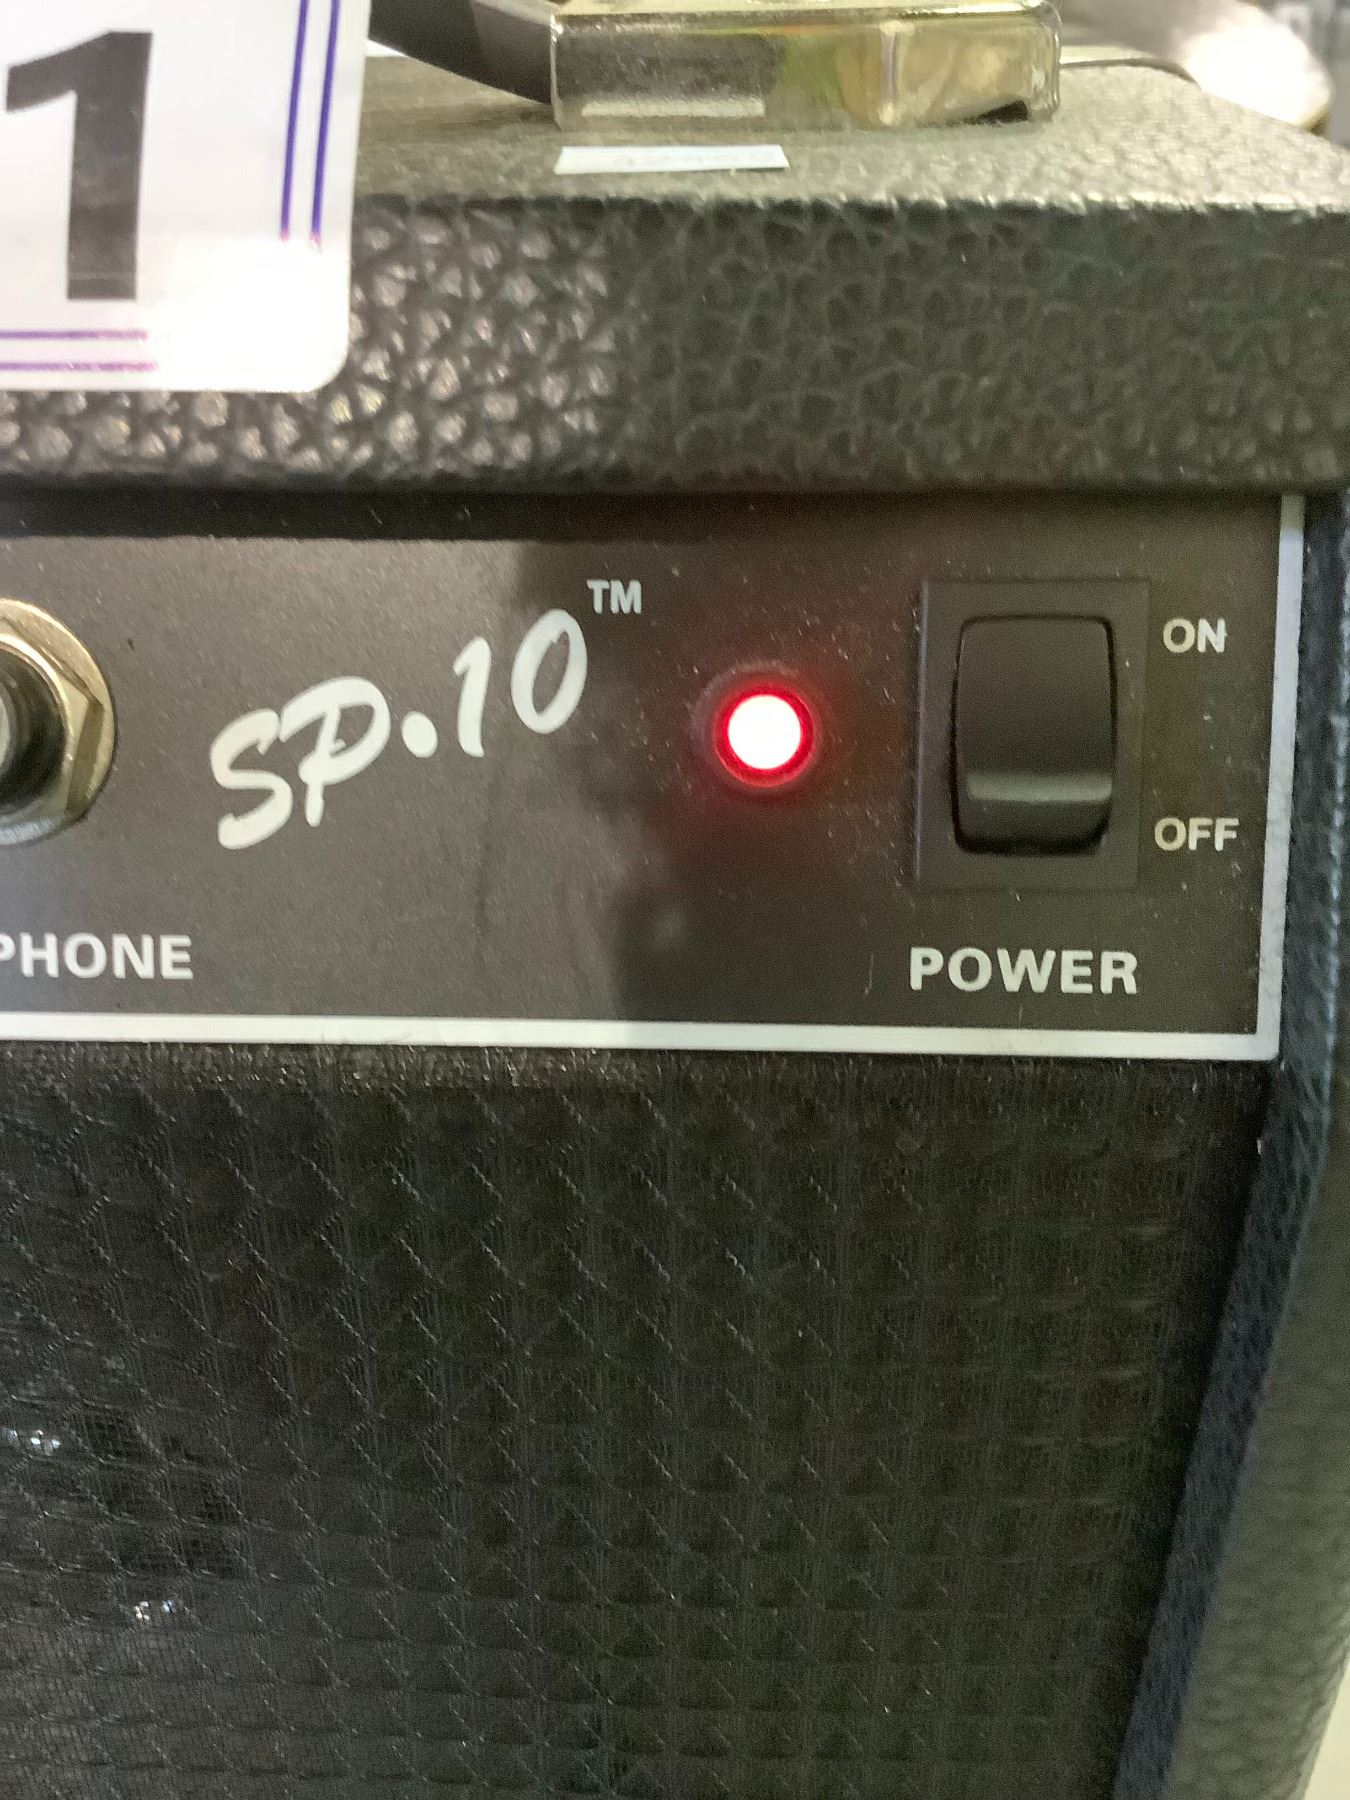 1
SP.10™
ON
OFF
PHONE
POWER